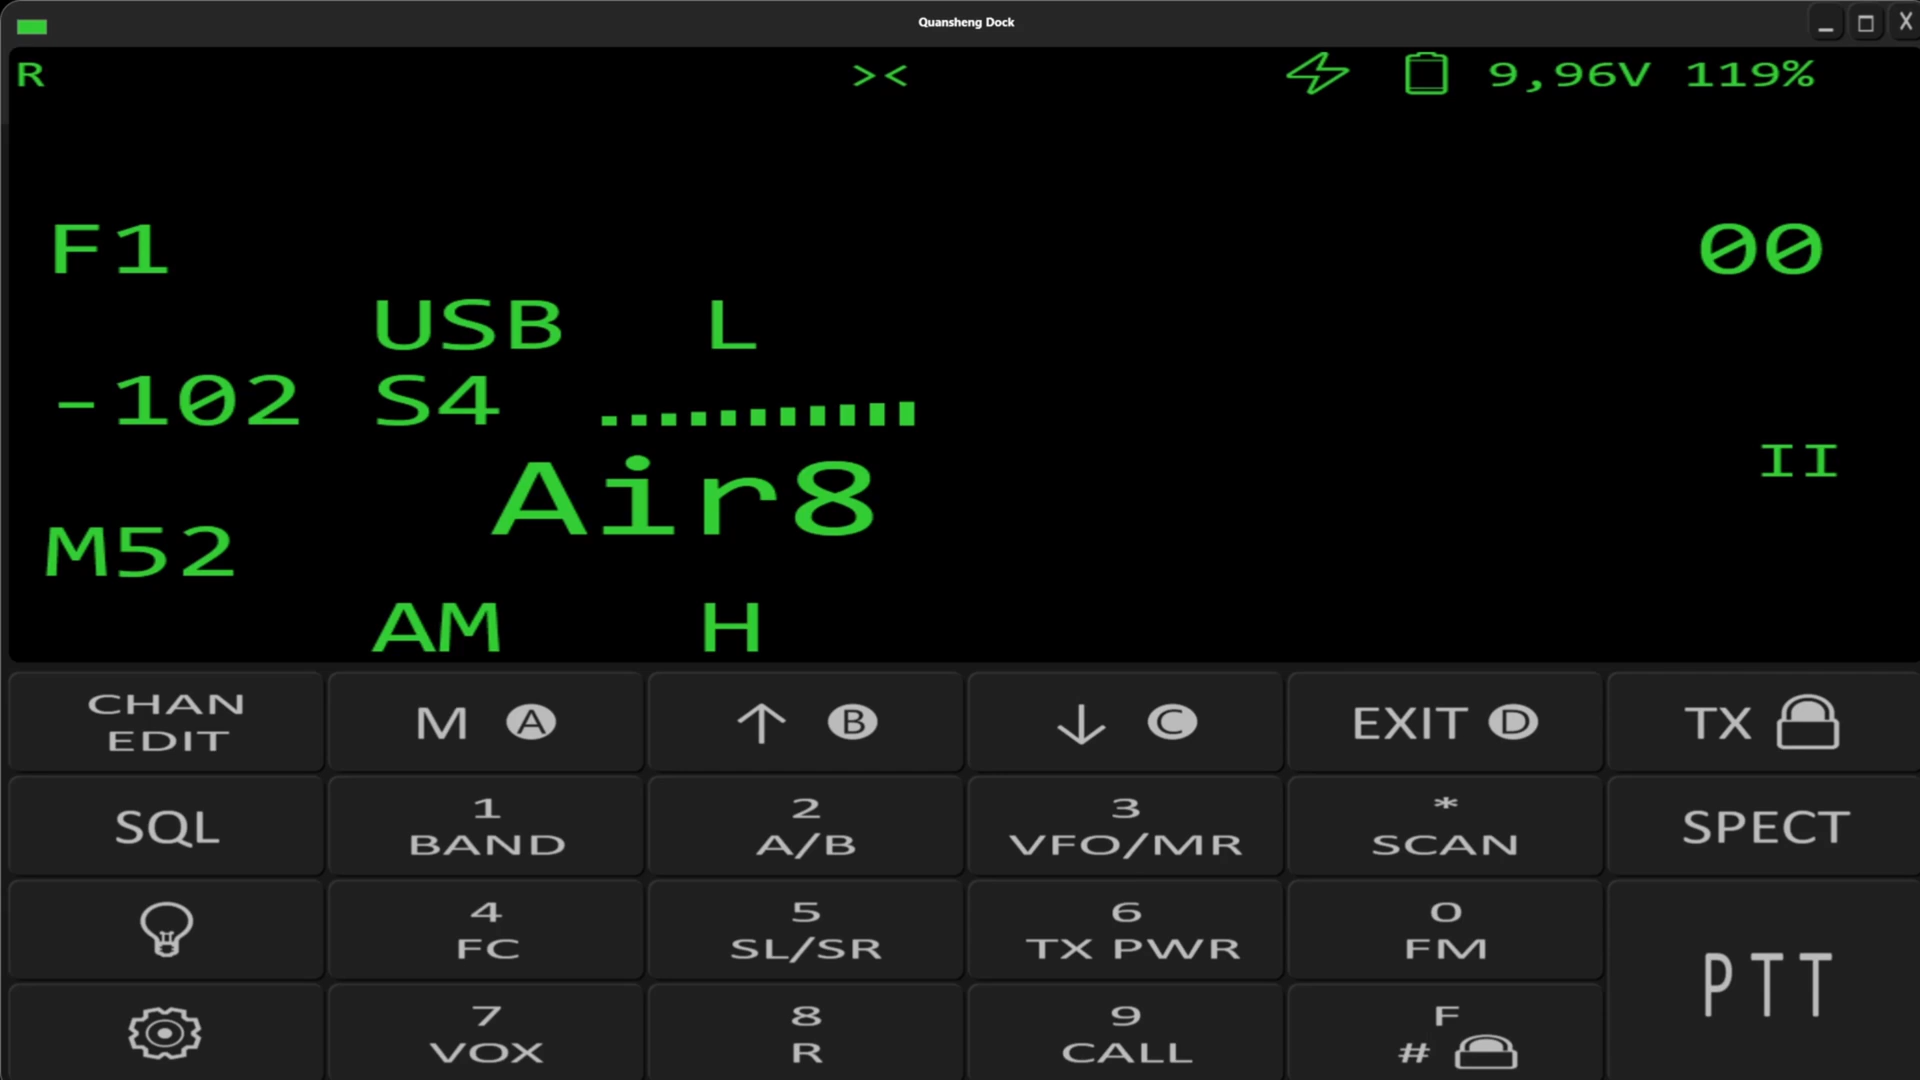 Quansheng Dock
X
R
><
9,96V 119%
F1
00
USB L
-102 S4
Air8
II
M52
AM H
CHAN EDIT
M A
↑ B
↓ C
EXIT D
TX
SQL
1 BAND
2 A/B
3 VFO/MR
* SCAN
SPECT
4 FC
5 SL/SR
6 TX PWR
0 FM
PTT
7 VOX
8 R
9 CALL
F #